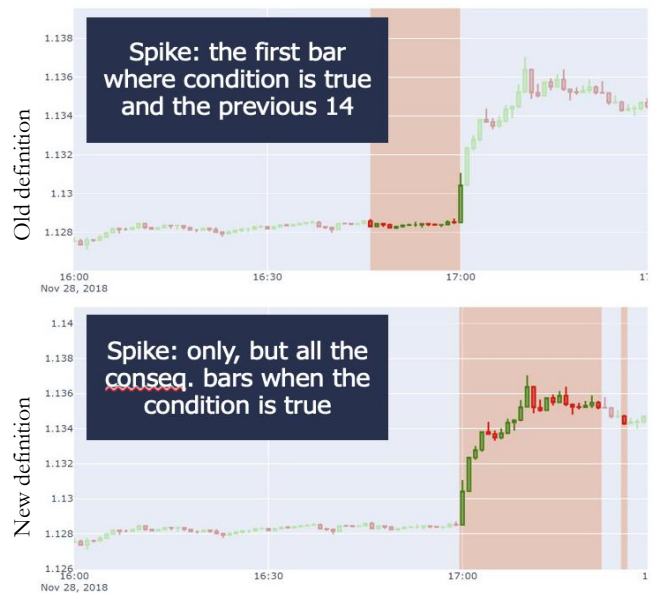 Old definition
1.138
1.136
1.134
1.132
1.13
1.128
Spike: the first bar
where condition is true
and the previous 14
16:00
16:30
17:00
Nov 28, 2018
New definition
1.14
1.138
1.136
1.134
1.132
1.13
1.128
1.126
Spike: only, but all the
conseq. bars when the
condition is true
16:00
16:30
17:00
1
Nov 28, 2018